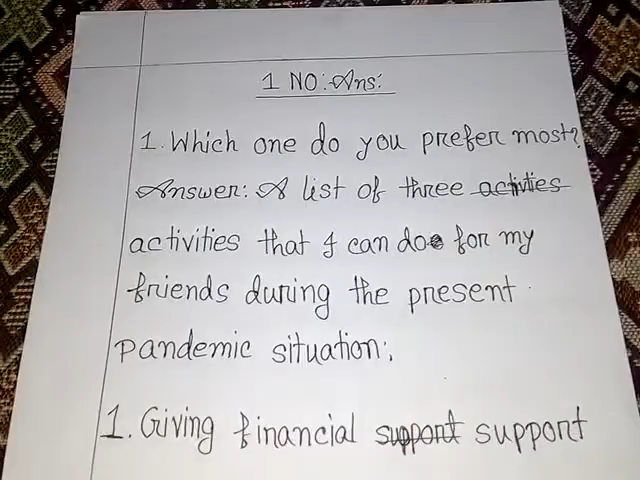 1 NO: Ans:
1. Which one do you prefer most?
Answer: A list of three activties
activities that I can do for my
friends during the present
pandemic situation:,
1. Giving financial support support